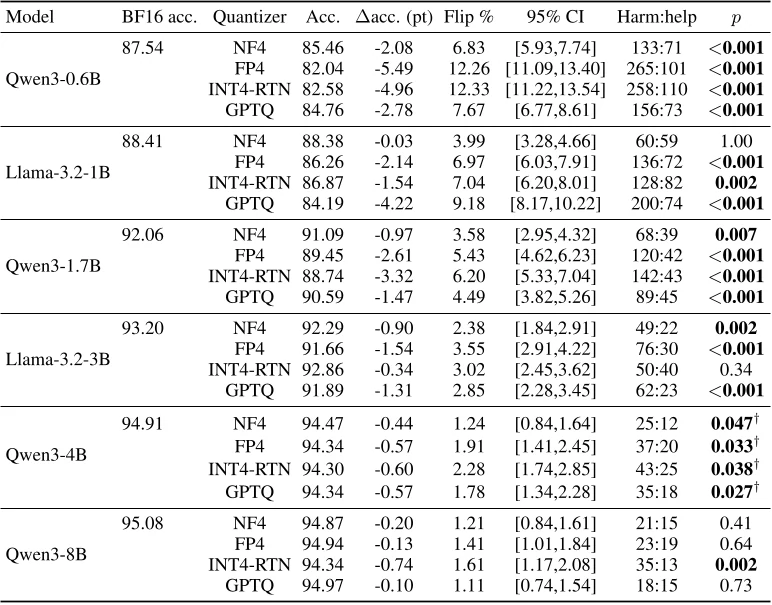 Model BF16 acc. Quantizer Acc. Δacc. (pt) Flip % 95% CI Harm:help p
Qwen3-0.6B 87.54 NF4 85.46 -2.08 6.83 [5.93,7.74] 133:71 <0.001
FP4 82.04 -5.49 12.26 [11.09,13.40] 265:101 <0.001
INT4-RTN 82.58 -4.96 12.33 [11.22,13.54] 258:110 <0.001
GPTQ 84.76 -2.78 7.67 [6.77,8.61] 156:73 <0.001
Llama-3.2-1B 88.41 NF4 88.38 -0.03 3.99 [3.28,4.66] 60:59 1.00
FP4 86.26 -2.14 6.97 [6.03,7.91] 136:72 <0.001
INT4-RTN 86.87 -1.54 7.04 [6.20,8.01] 128:82 0.002
GPTQ 84.19 -4.22 9.18 [8.17,10.22] 200:74 <0.001
Qwen3-1.7B 92.06 NF4 91.09 -0.97 3.58 [2.95,4.32] 68:39 0.007
FP4 89.45 -2.61 5.43 [4.62,6.23] 120:42 <0.001
INT4-RTN 88.74 -3.32 6.20 [5.33,7.04] 142:43 <0.001
GPTQ 90.59 -1.47 4.49 [3.82,5.26] 89:45 <0.001
Llama-3.2-3B 93.20 NF4 92.29 -0.90 2.38 [1.84,2.91] 49:22 0.002
FP4 91.66 -1.54 3.55 [2.91,4.22] 76:30 <0.001
INT4-RTN 92.86 -0.34 3.02 [2.45,3.62] 50:40 0.34
GPTQ 91.89 -1.31 2.85 [2.28,3.45] 62:23 <0.001
Qwen3-4B 94.91 NF4 94.47 -0.44 1.24 [0.84,1.64] 25:12 0.047†
FP4 94.34 -0.57 1.91 [1.41,2.45] 37:20 0.033†
INT4-RTN 94.30 -0.60 2.28 [1.74,2.85] 43:25 0.038†
GPTQ 94.34 -0.57 1.78 [1.34,2.28] 35:18 0.027†
Qwen3-8B 95.08 NF4 94.87 -0.20 1.21 [0.84,1.61] 21:15 0.41
FP4 94.94 -0.13 1.41 [1.01,1.84] 23:19 0.64
INT4-RTN 94.34 -0.74 1.61 [1.17,2.08] 35:13 0.002
GPTQ 94.97 -0.10 1.11 [0.74,1.54] 18:15 0.73